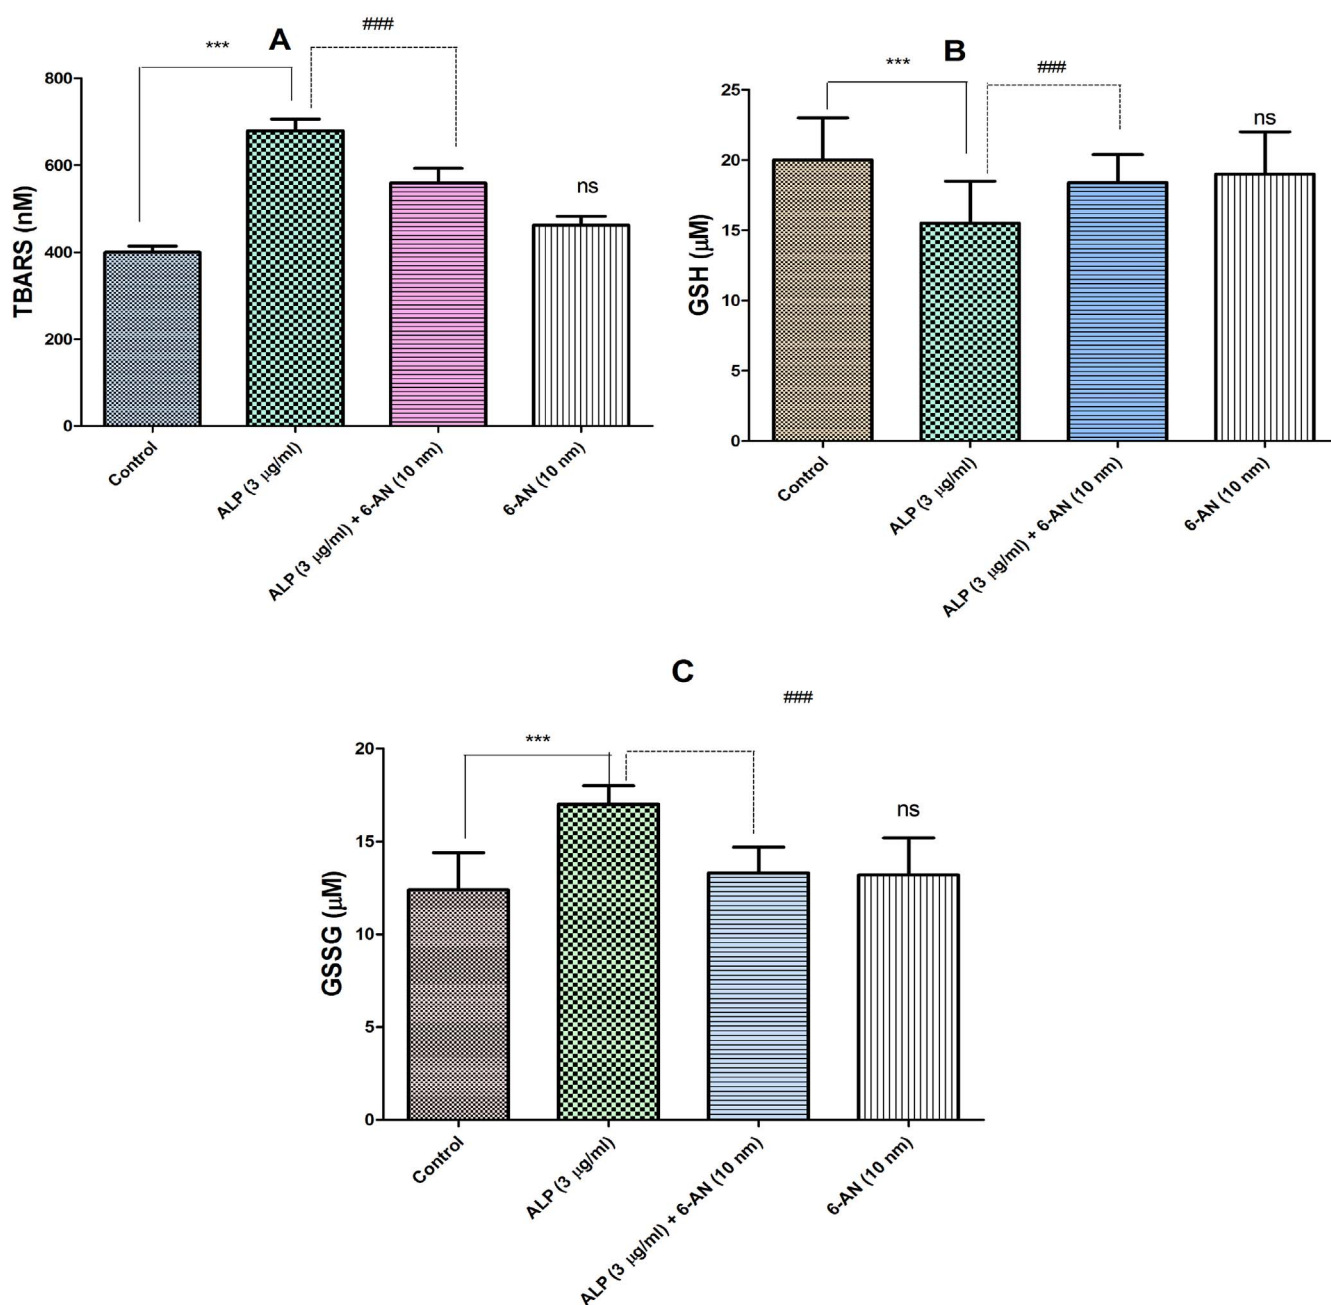 A
***
###
800
600
400
200
0
TBARS (nM)
ns
Control
ALP (3 µg/ml)
ALP (3 µg/ml) + 6-AN (10 nm)
6-AN (10 nm)
B
***
###
25
20
15
10
5
0
GSH (µM)
ns
Control
ALP (3 µg/ml)
ALP (3 µg/ml) + 6-AN (10 nm)
6-AN (10 nm)
C
###
***
20
15
10
5
0
GSSG (µM)
ns
Control
ALP (3 µg/ml)
ALP (3 µg/ml) + 6-AN (10 nm)
6-AN (10 nm)